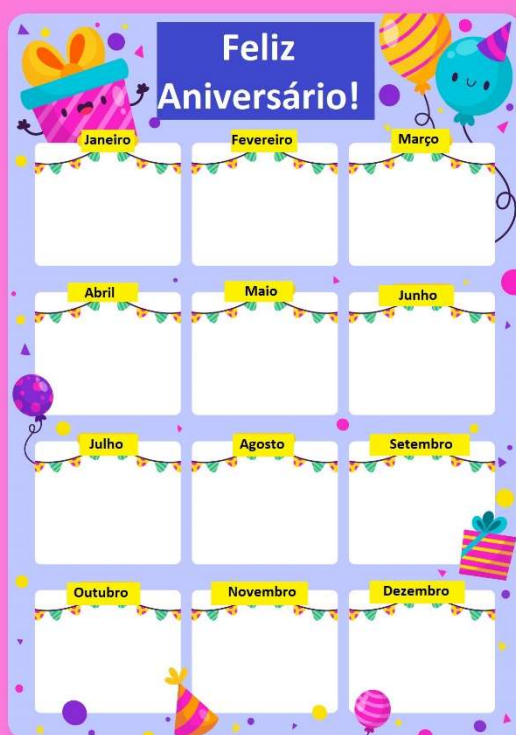 Feliz
Aniversário!
Janeiro
Fevereiro
Março
Abril
Maio
Junho
Julho
Agosto
Setembro
Outubro
Novembro
Dezembro